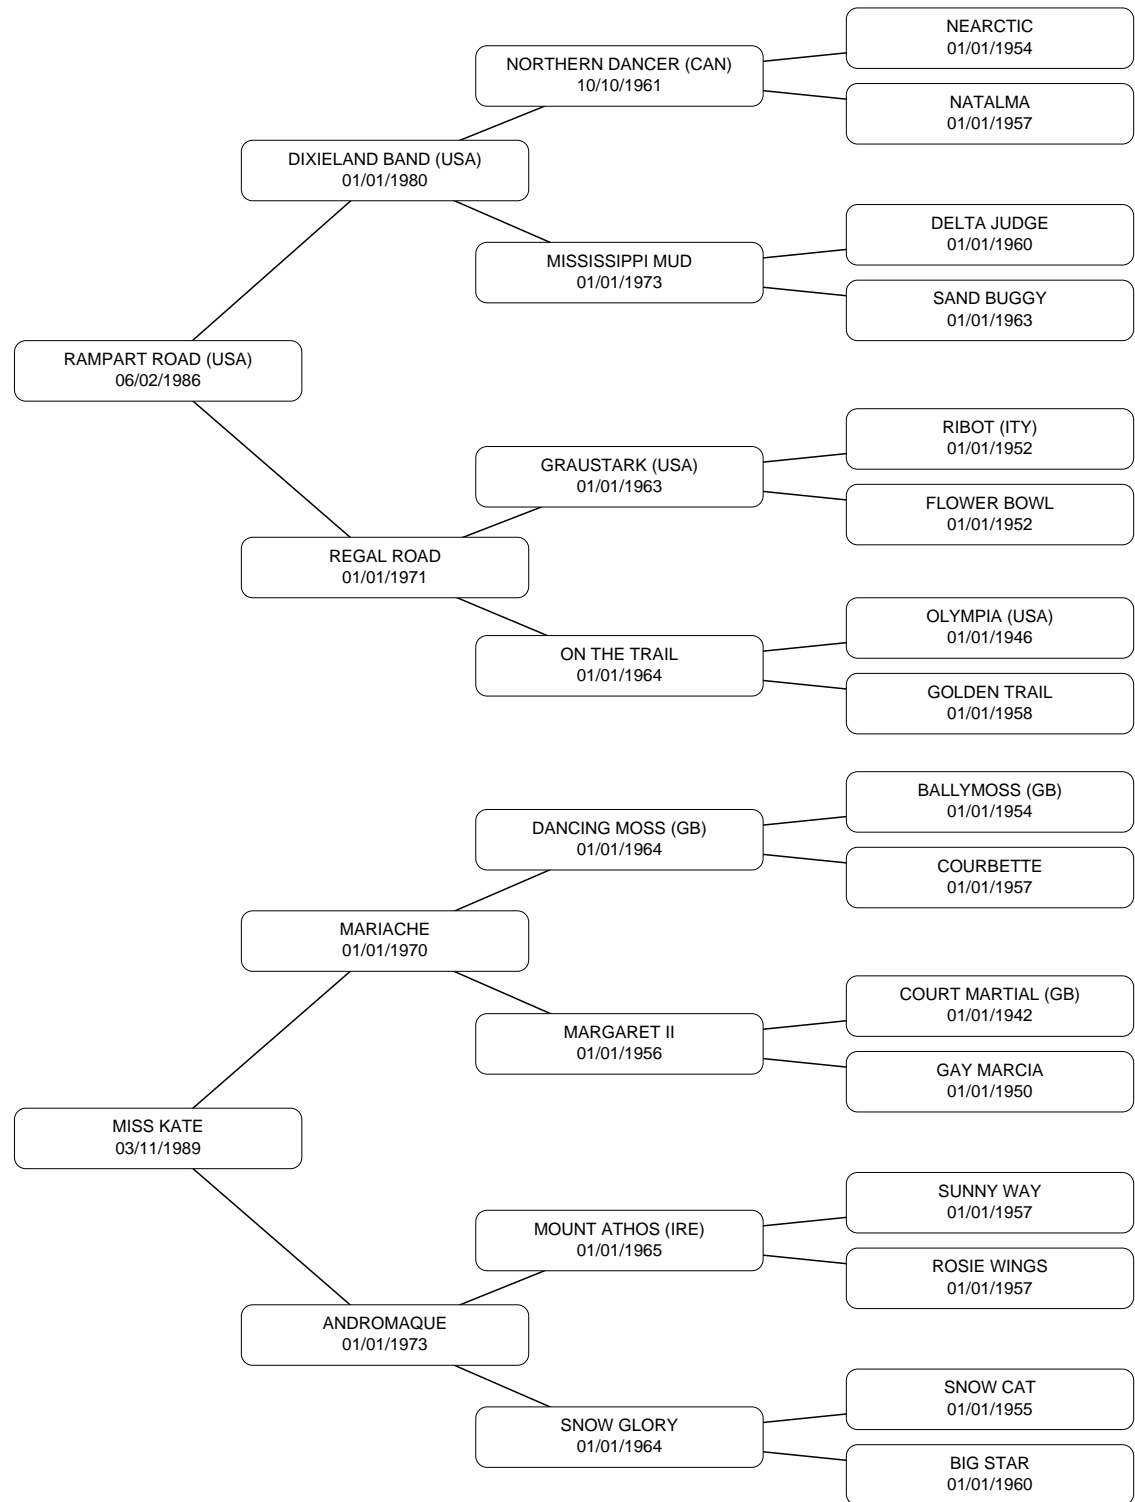 NEARCTIC
01/01/1954
NORTHERN DANCER (CAN)
10/10/1961
NATALMA
01/01/1957
DIXIELAND BAND (USA)
01/01/1980
DELTA JUDGE
01/01/1960
MISSISSIPPI MUD
01/01/1973
SAND BUGGY
01/01/1963
RAMPART ROAD (USA)
06/02/1986
RIBOT (ITY)
01/01/1952
GRAUSTARK (USA)
01/01/1963
FLOWER BOWL
01/01/1952
REGAL ROAD
01/01/1971
OLYMPIA (USA)
01/01/1946
ON THE TRAIL
01/01/1964
GOLDEN TRAIL
01/01/1958
BALLYMOSS (GB)
01/01/1954
DANCING MOSS (GB)
01/01/1964
COURBETTE
01/01/1957
MARIACHE
01/01/1970
COURT MARTIAL (GB)
01/01/1942
MARGARET II
01/01/1956
GAY MARCIA
01/01/1950
MISS KATE
03/11/1989
SUNNY WAY
01/01/1957
MOUNT ATHOS (IRE)
01/01/1965
ROSIE WINGS
01/01/1957
ANDROMAQUE
01/01/1973
SNOW CAT
01/01/1955
SNOW GLORY
01/01/1964
BIG STAR
01/01/1960